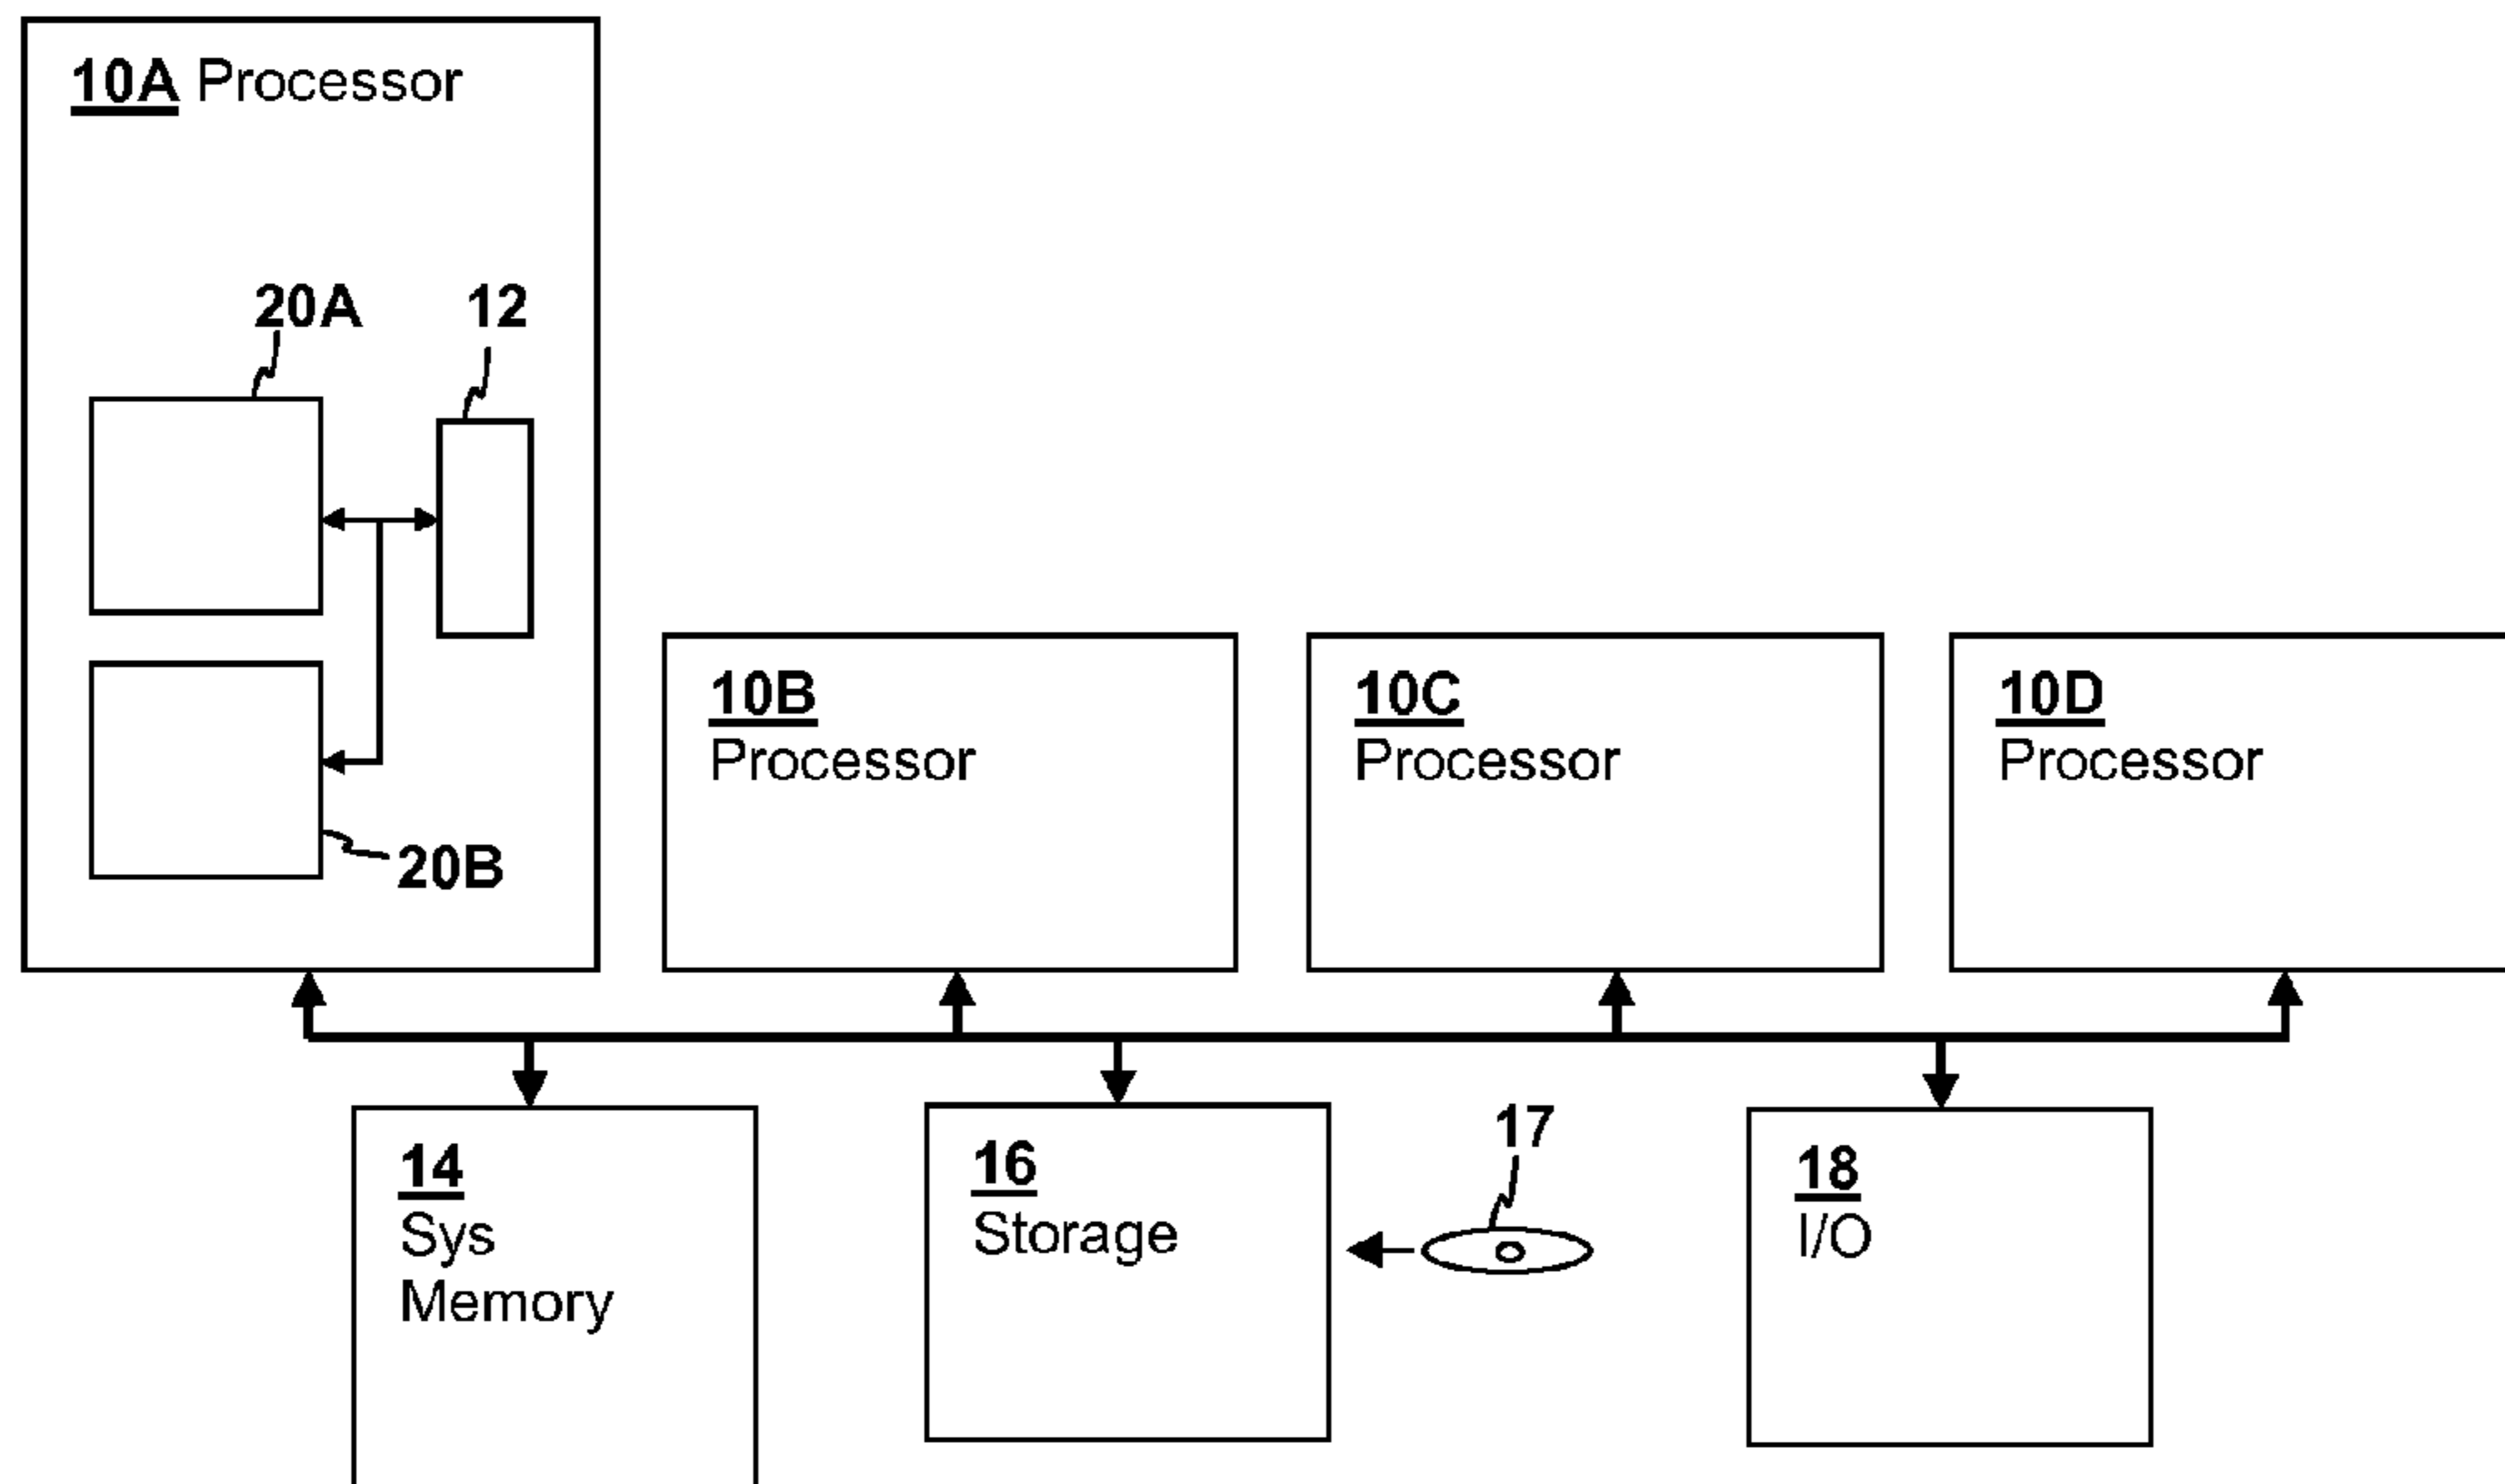 10A Processor
20A
12
20B
10B
Processor
10C
Processor
10D
Processor
14
Sys
Memory
16
Storage
17
18
I/O